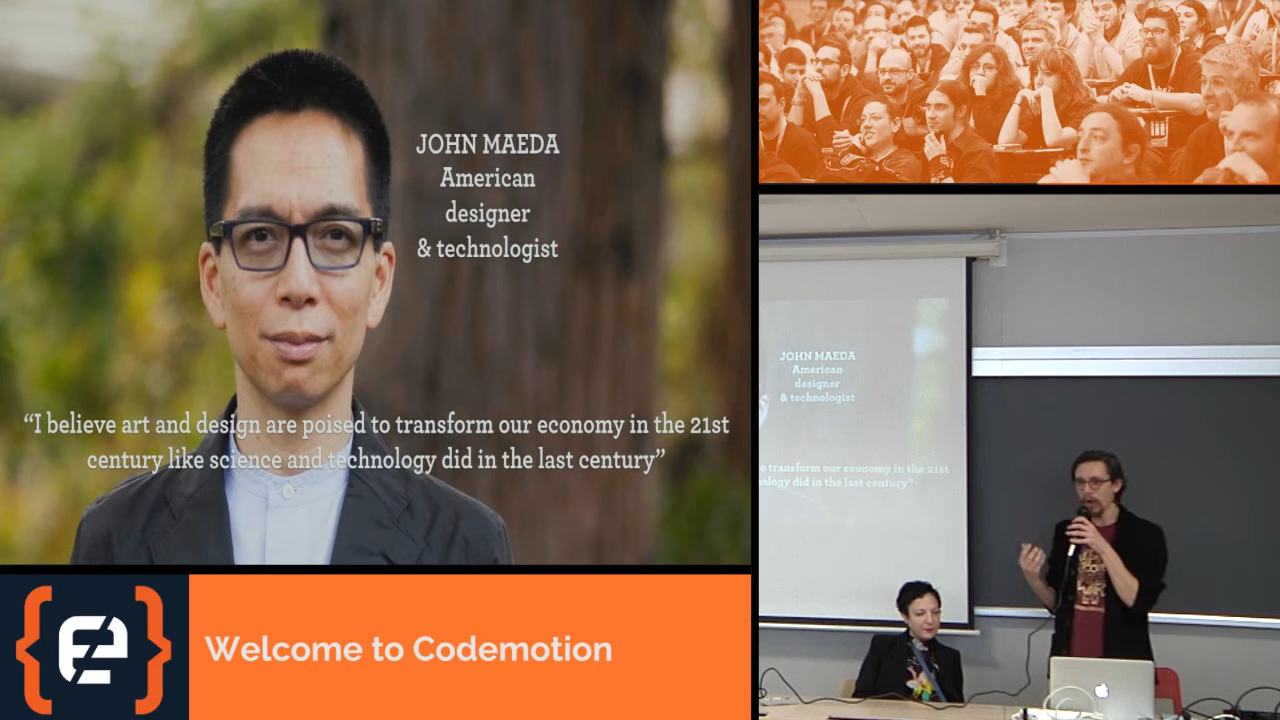 JOHN MAEDA
American
designer
& technologist
“I believe art and design are poised to transform our economy in the 21st
century like science and technology did in the last century”
Welcome to Codemotion
JOHN MAEDA
American
designer
& technologist
to transform our economy in the 21st
did in the last century”